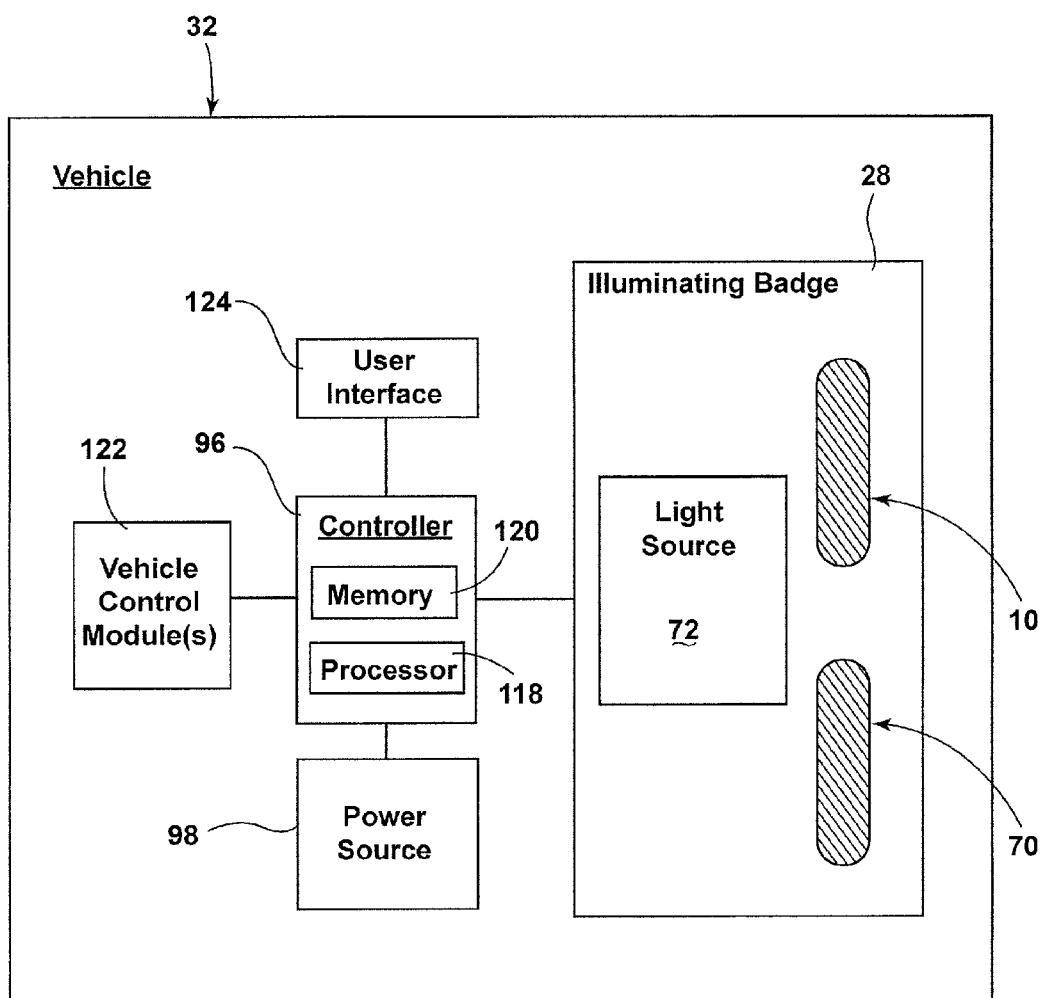 32
Vehicle
28
Illuminating Badge
124
User
Interface
122
96
Controller
120
Memory
Processor
118
Vehicle
Control
Module(s)
Light
Source
72
10
98
Power
Source
70